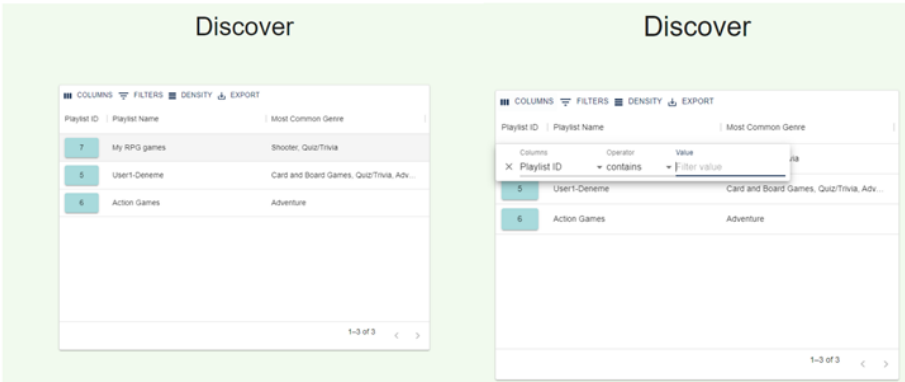 Discover
COLUMNS FILTERS DENSITY EXPORT
Playlist ID Playlist Name Most Common Genre
7 My RPG games Shooter, Quiz/Trivia
5 User1-Deneme Card and Board Games, Quiz/Trivia, Adv...
6 Action Games Adventure
1–3 of 3
Discover
COLUMNS FILTERS DENSITY EXPORT
Playlist ID Playlist Name Most Common Genre
Columns Operator Value
Playlist ID contains Filter value
5 User1-Deneme Card and Board Games, Quiz/Trivia, Adv...
6 Action Games Adventure
1–3 of 3